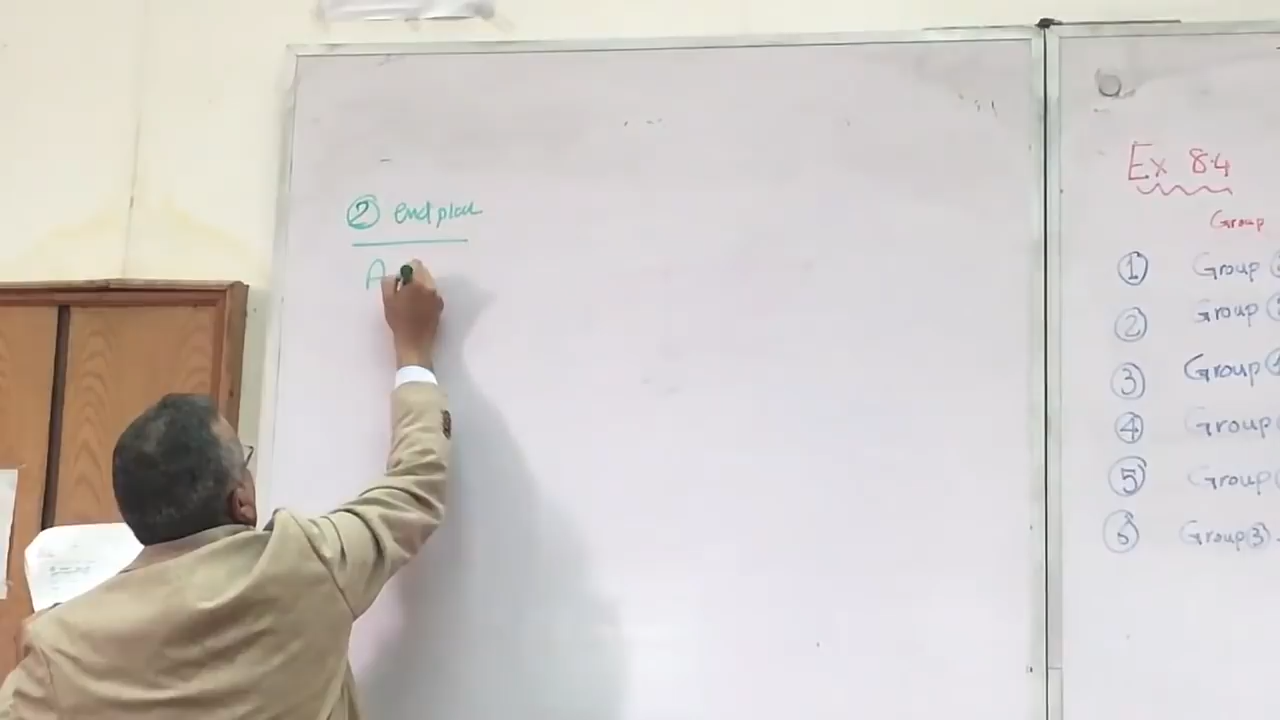 ② end plat
A
Ex 8.4
Group
① Group
② Group
③ Group
④ Group
⑤ Group
⑥ Group ③